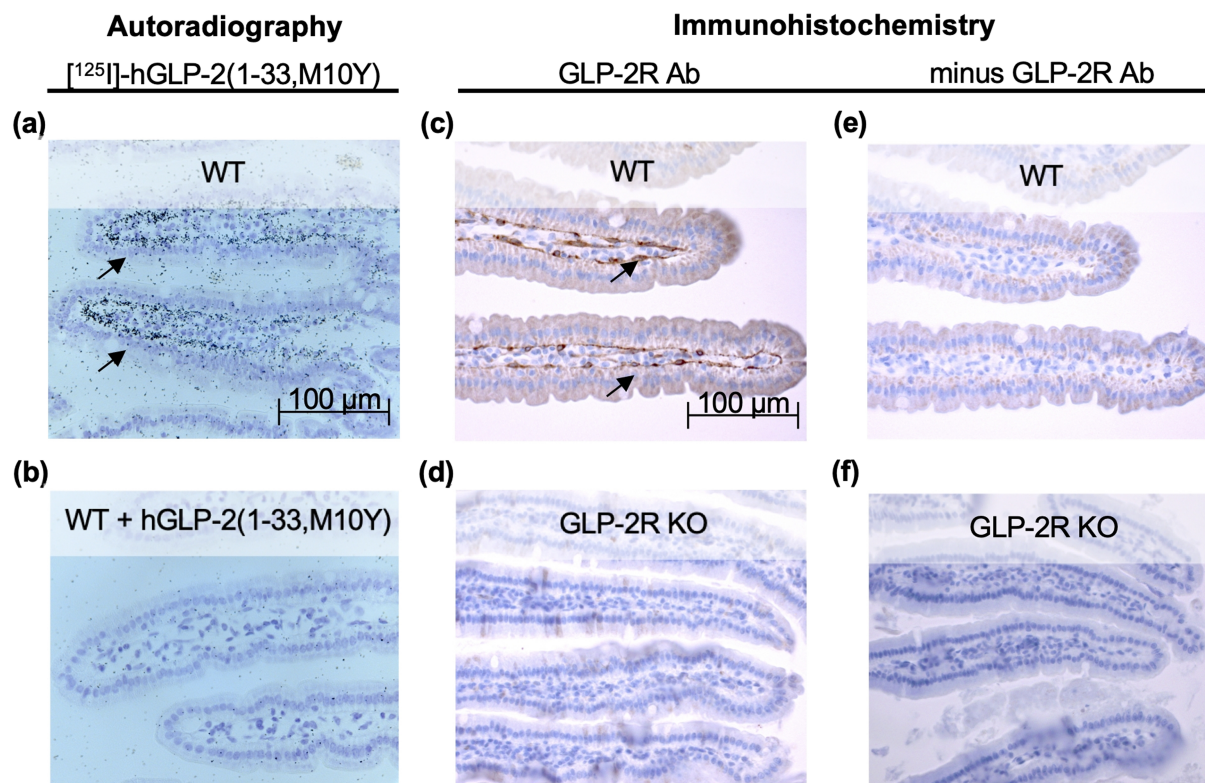 Autoradiography
Immunohistochemistry
[¹²⁵I]-hGLP-2(1-33,M10Y)
GLP-2R Ab
minus GLP-2R Ab
(a)
(c)
(e)
WT
WT
WT
100 µm
100 µm
(b)
(d)
(f)
WT + hGLP-2(1-33,M10Y)
GLP-2R KO
GLP-2R KO